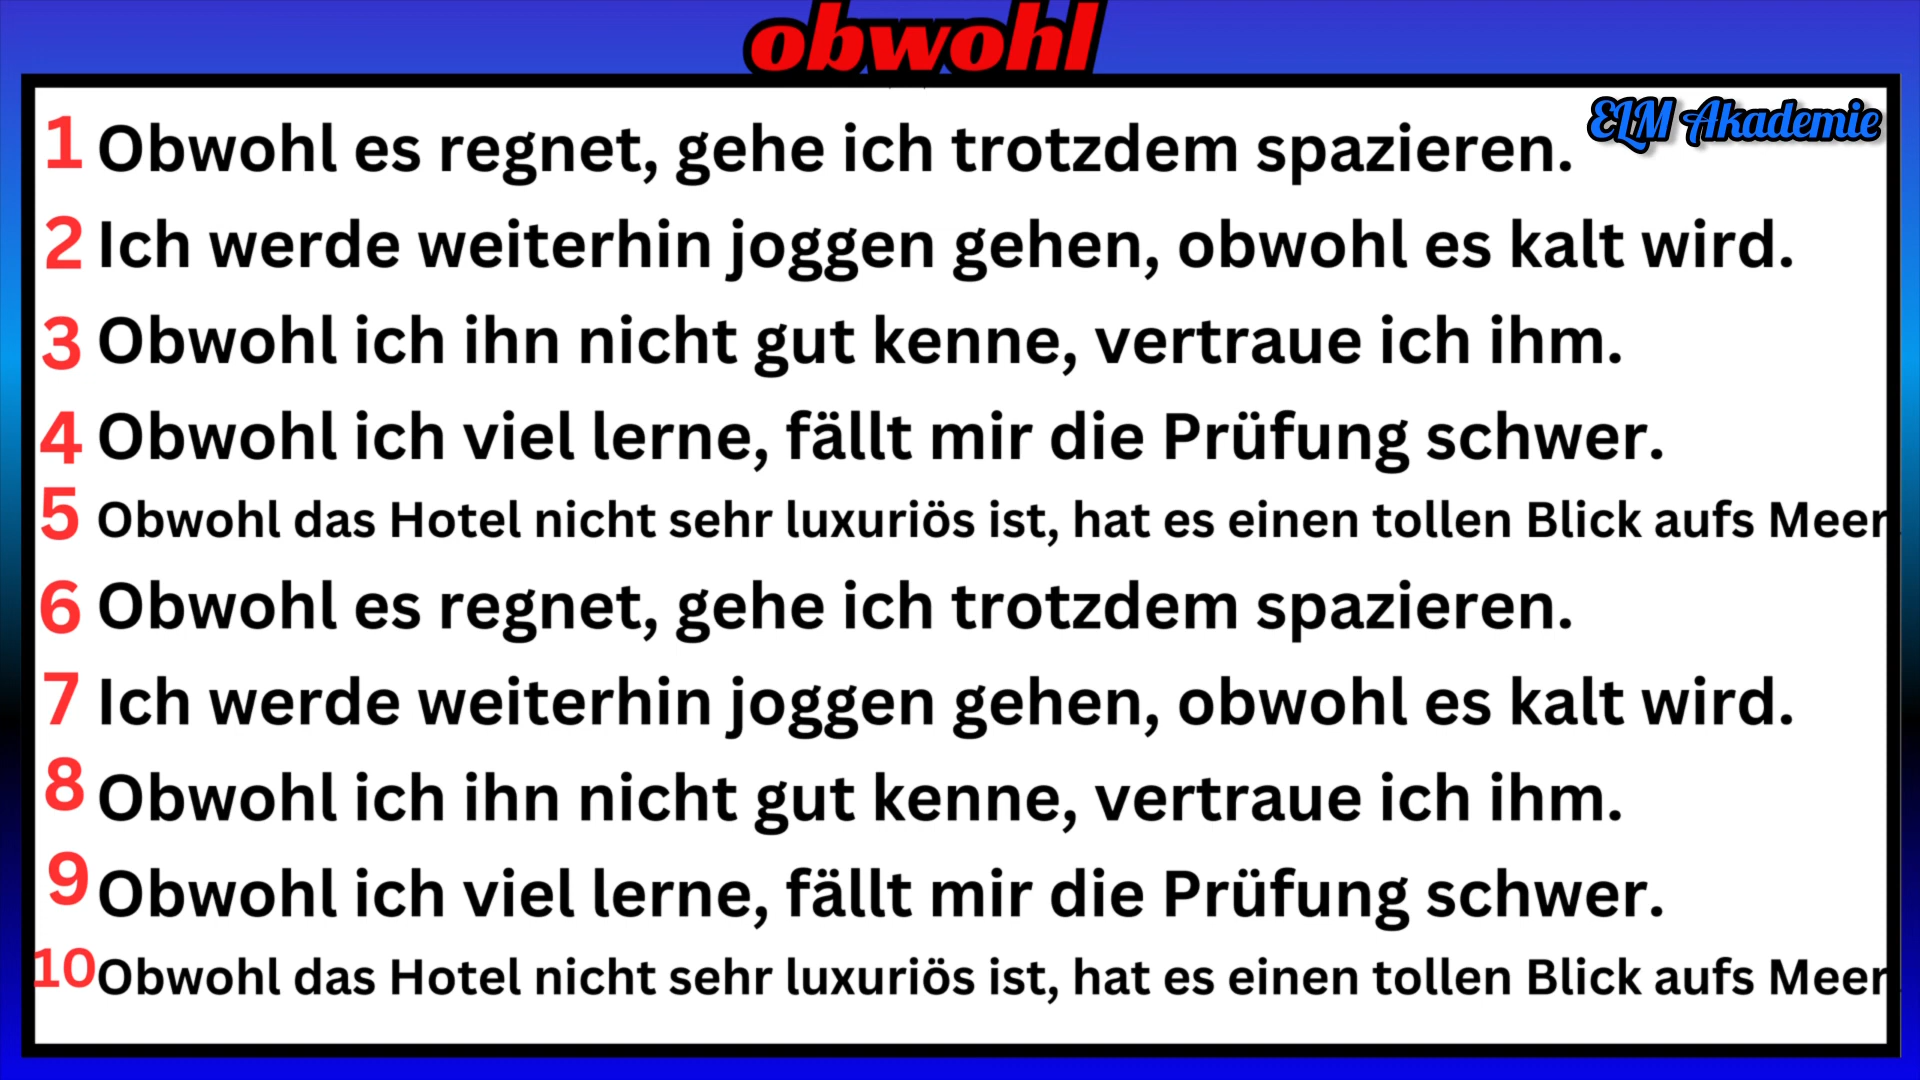 obwohl
ELM Akademie
1 Obwohl es regnet, gehe ich trotzdem spazieren.
2 Ich werde weiterhin joggen gehen, obwohl es kalt wird.
3 Obwohl ich ihn nicht gut kenne, vertraue ich ihm.
4 Obwohl ich viel lerne, fällt mir die Prüfung schwer.
5 Obwohl das Hotel nicht sehr luxuriös ist, hat es einen tollen Blick aufs Meer.
6 Obwohl es regnet, gehe ich trotzdem spazieren.
7 Ich werde weiterhin joggen gehen, obwohl es kalt wird.
8 Obwohl ich ihn nicht gut kenne, vertraue ich ihm.
9 Obwohl ich viel lerne, fällt mir die Prüfung schwer.
10 Obwohl das Hotel nicht sehr luxuriös ist, hat es einen tollen Blick aufs Meer.